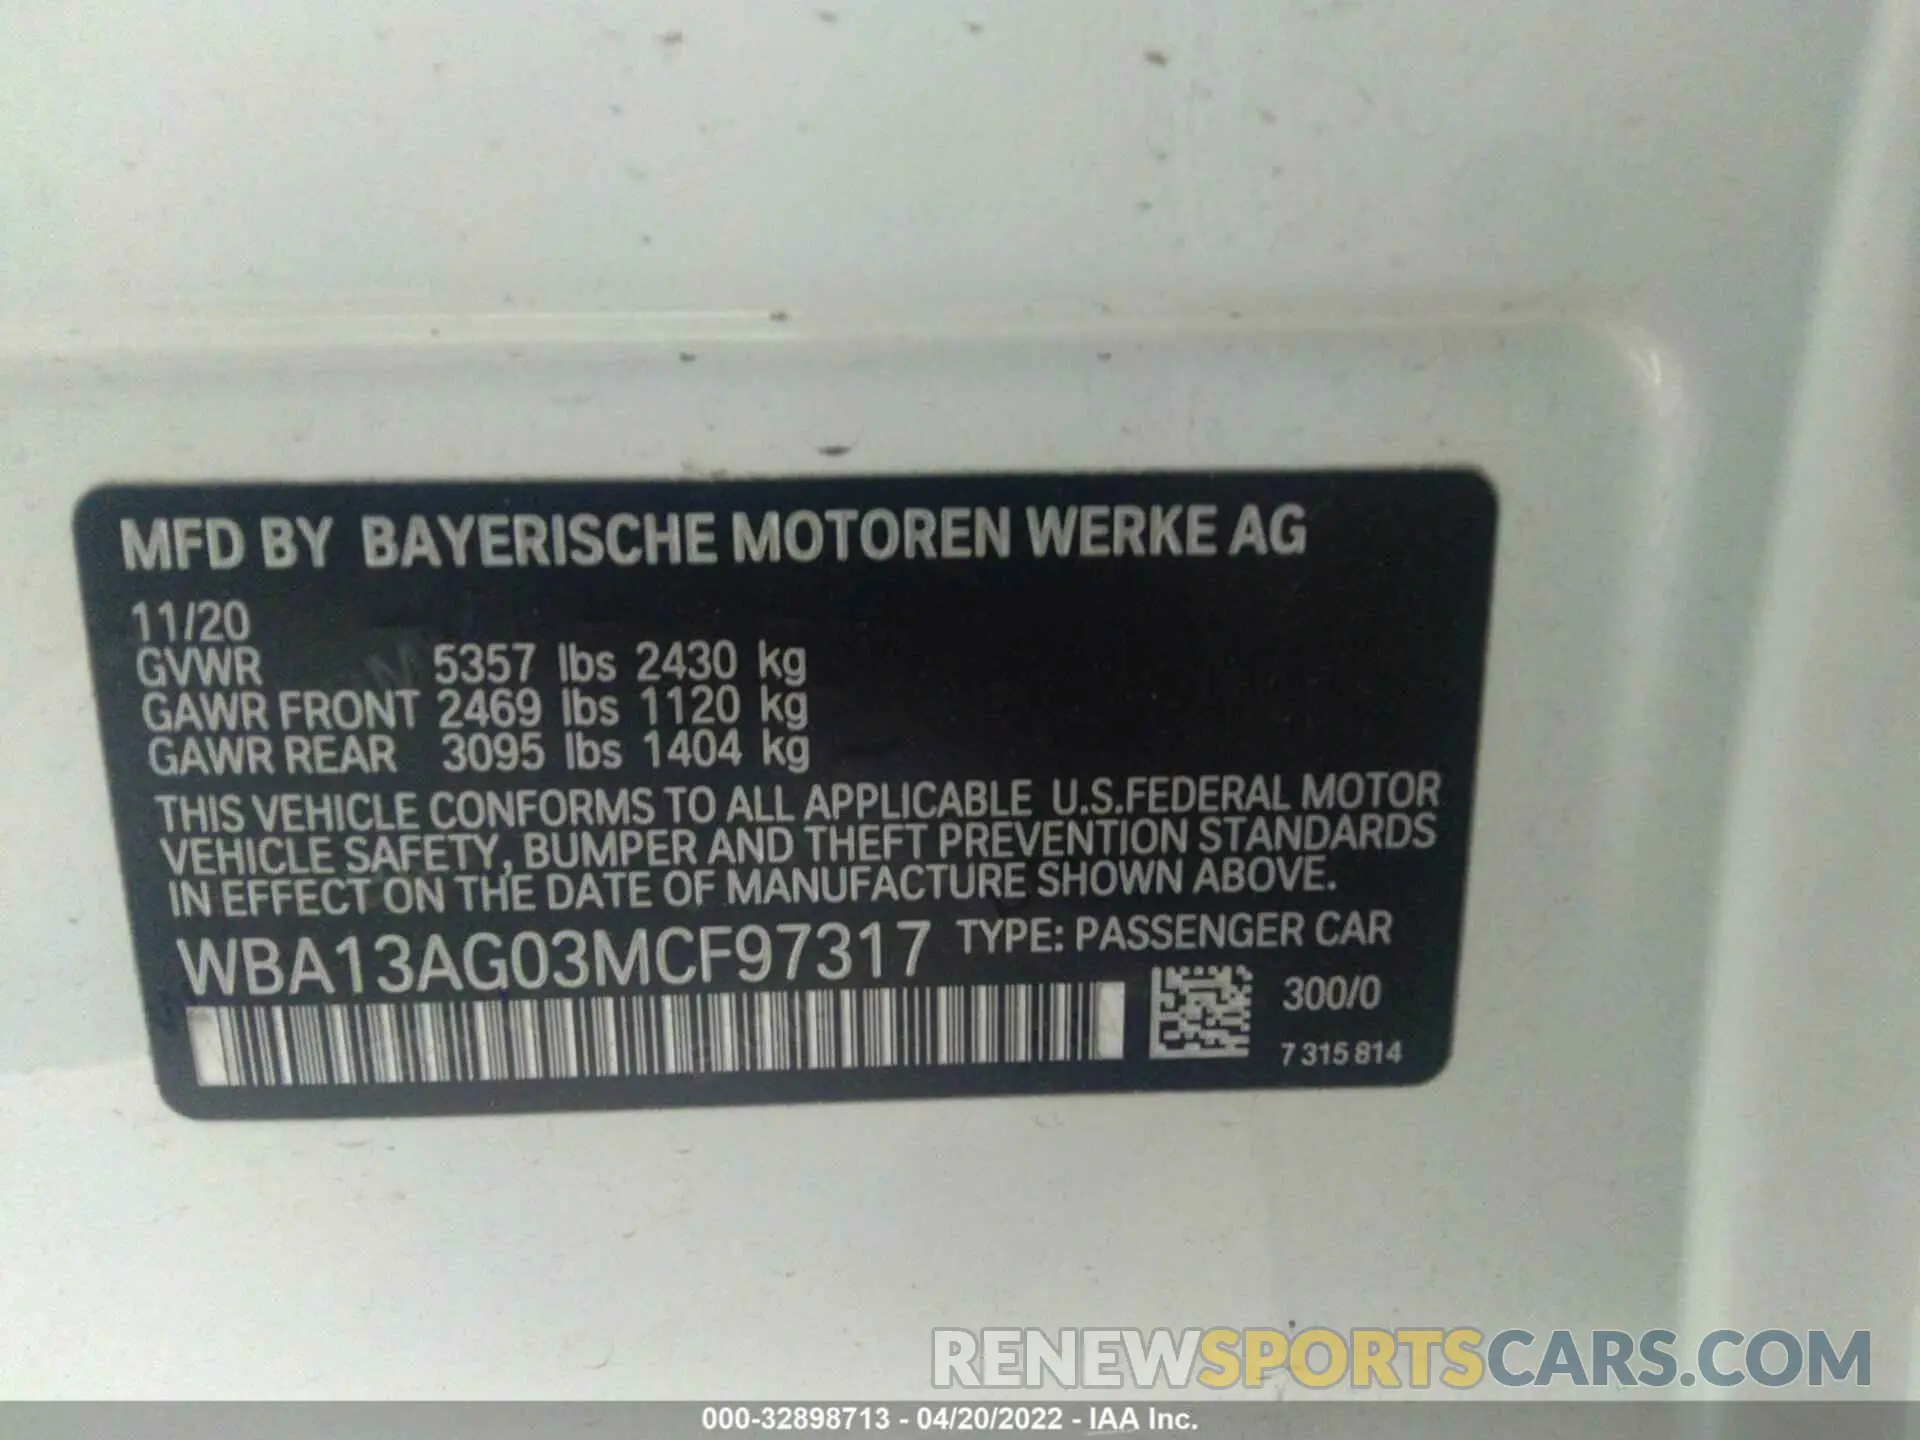 MFD BY BAYERISCHE MOTOREN WERKE AG
11/20
GVWR 5357 lbs 2430 kg
GAWR FRONT 2469 lbs 1120 kg
GAWR REAR 3095 lbs 1404 kg
THIS VEHICLE CONFORMS TO ALL APPLICABLE U.S.FEDERAL MOTOR
VEHICLE SAFETY, BUMPER AND THEFT PREVENTION STANDARDS
IN EFFECT ON THE DATE OF MANUFACTURE SHOWN ABOVE.
WBA13AG03MCF97317 TYPE: PASSENGER CAR
300/0
7 315 814
RENEWSPORTSCARS.COM
000-32898713 - 04/20/2022 - IAA Inc.